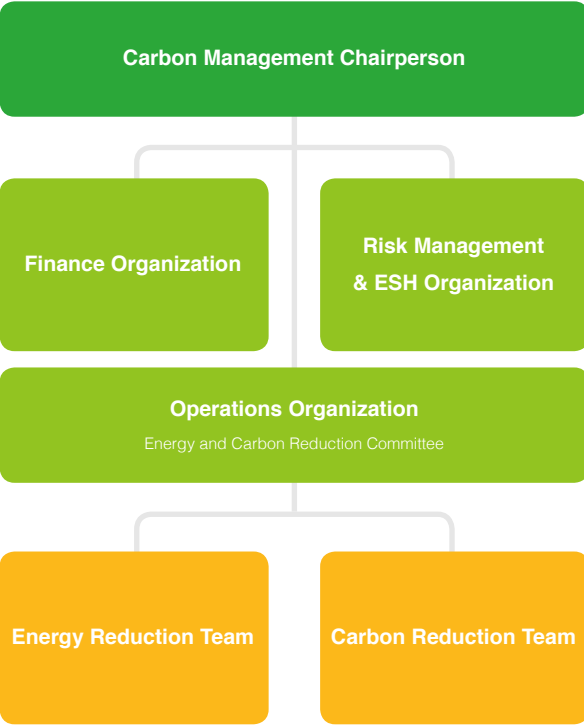 Carbon Management Chairperson
Finance Organization
Risk Management
& ESH Organization
Operations Organization
Energy and Carbon Reduction Committee
Energy Reduction Team
Carbon Reduction Team